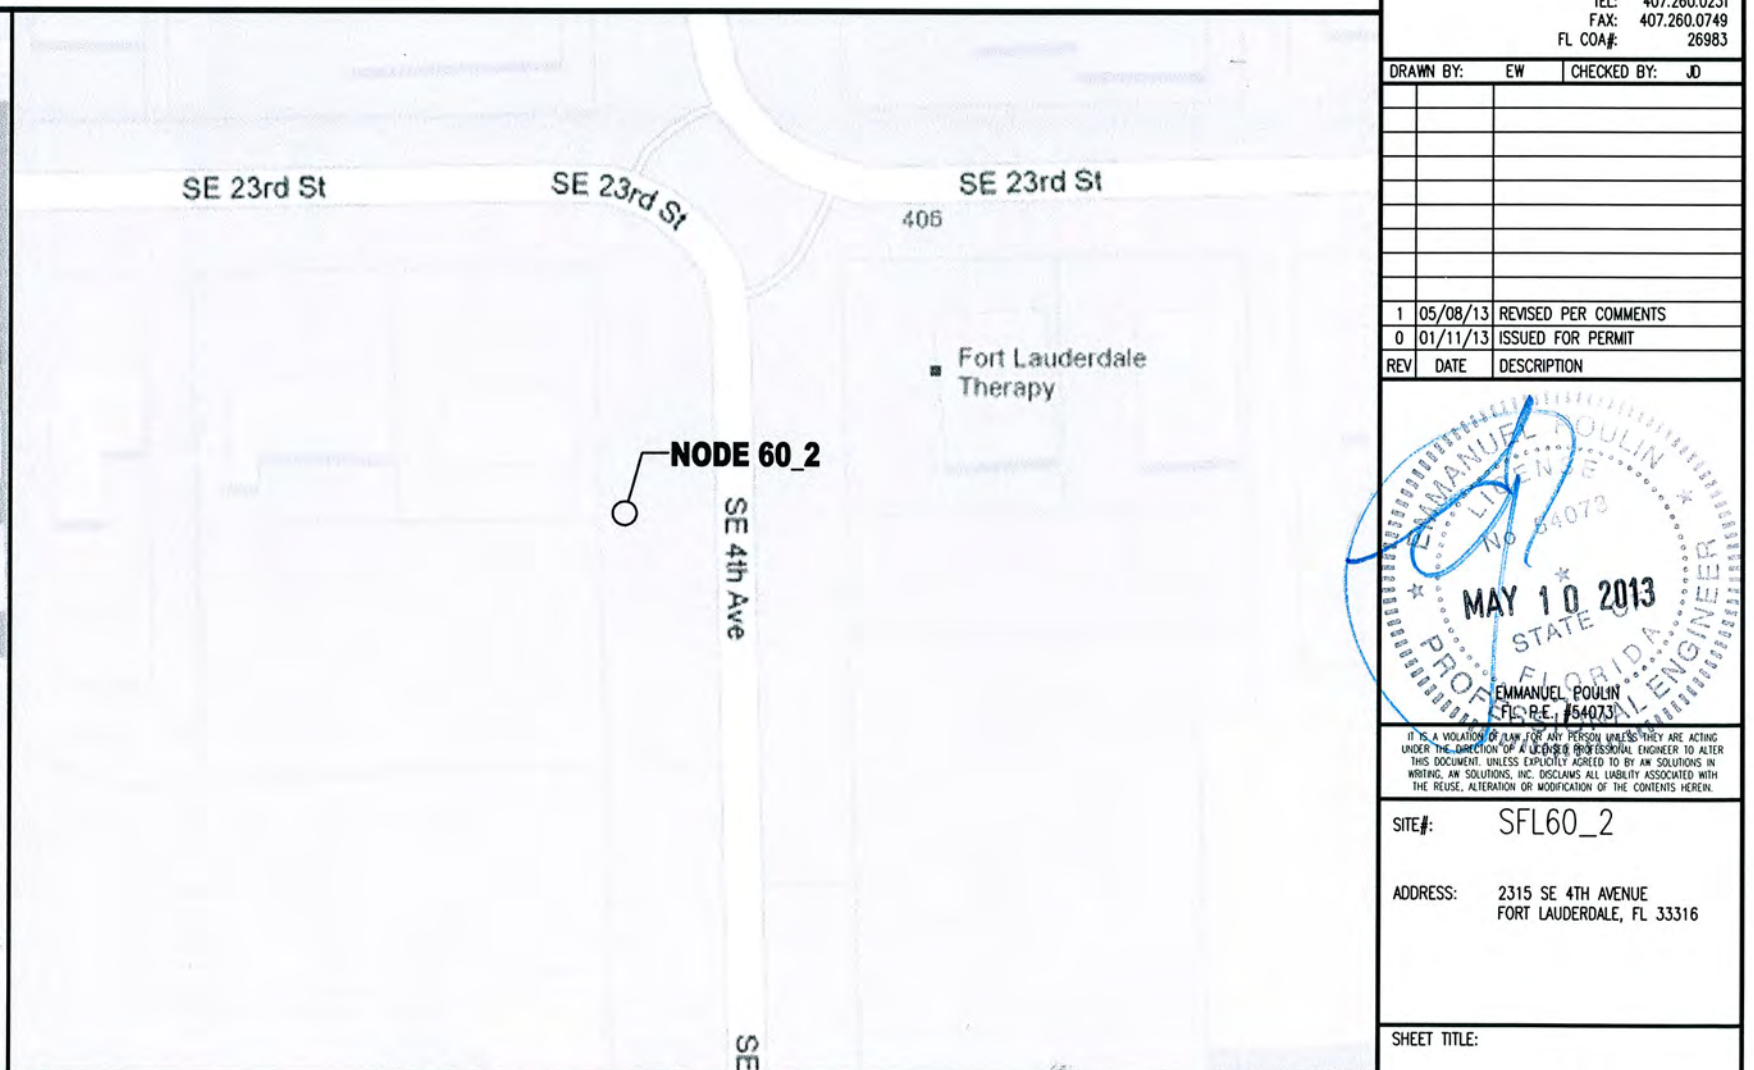 SE 23rd St
SE 23rd St
SE 23rd St
406
Fort Lauderdale
Therapy
NODE 60_2
SE 4th Ave
SE
TEL: 407.260.0231
FAX: 407.260.0749
FL COA#: 26983
DRAWN BY: EW CHECKED BY: JD
1 05/08/13 REVISED PER COMMENTS
0 01/11/13 ISSUED FOR PERMIT
REV DATE DESCRIPTION
EMMANUEL POULIN
LICENSE
No 54073
MAY 10 2013
STATE OF
FLORIDA
PROFESSIONAL ENGINEER
EMMANUEL POULIN
FL. P.E. #54073
IT IS A VIOLATION OF LAW FOR ANY PERSON UNLESS THEY ARE ACTING
UNDER THE DIRECTION OF A LICENSED PROFESSIONAL ENGINEER TO ALTER
THIS DOCUMENT. UNLESS EXPLICITLY AGREED TO BY AW SOLUTIONS IN
WRITING, AW SOLUTIONS, INC. DISCLAIMS ALL LIABILITY ASSOCIATED WITH
THE REUSE, ALTERATION OR MODIFICATION OF THE CONTENTS HEREIN.
SITE#: SFL60_2
ADDRESS: 2315 SE 4TH AVENUE
FORT LAUDERDALE, FL 33316
SHEET TITLE: